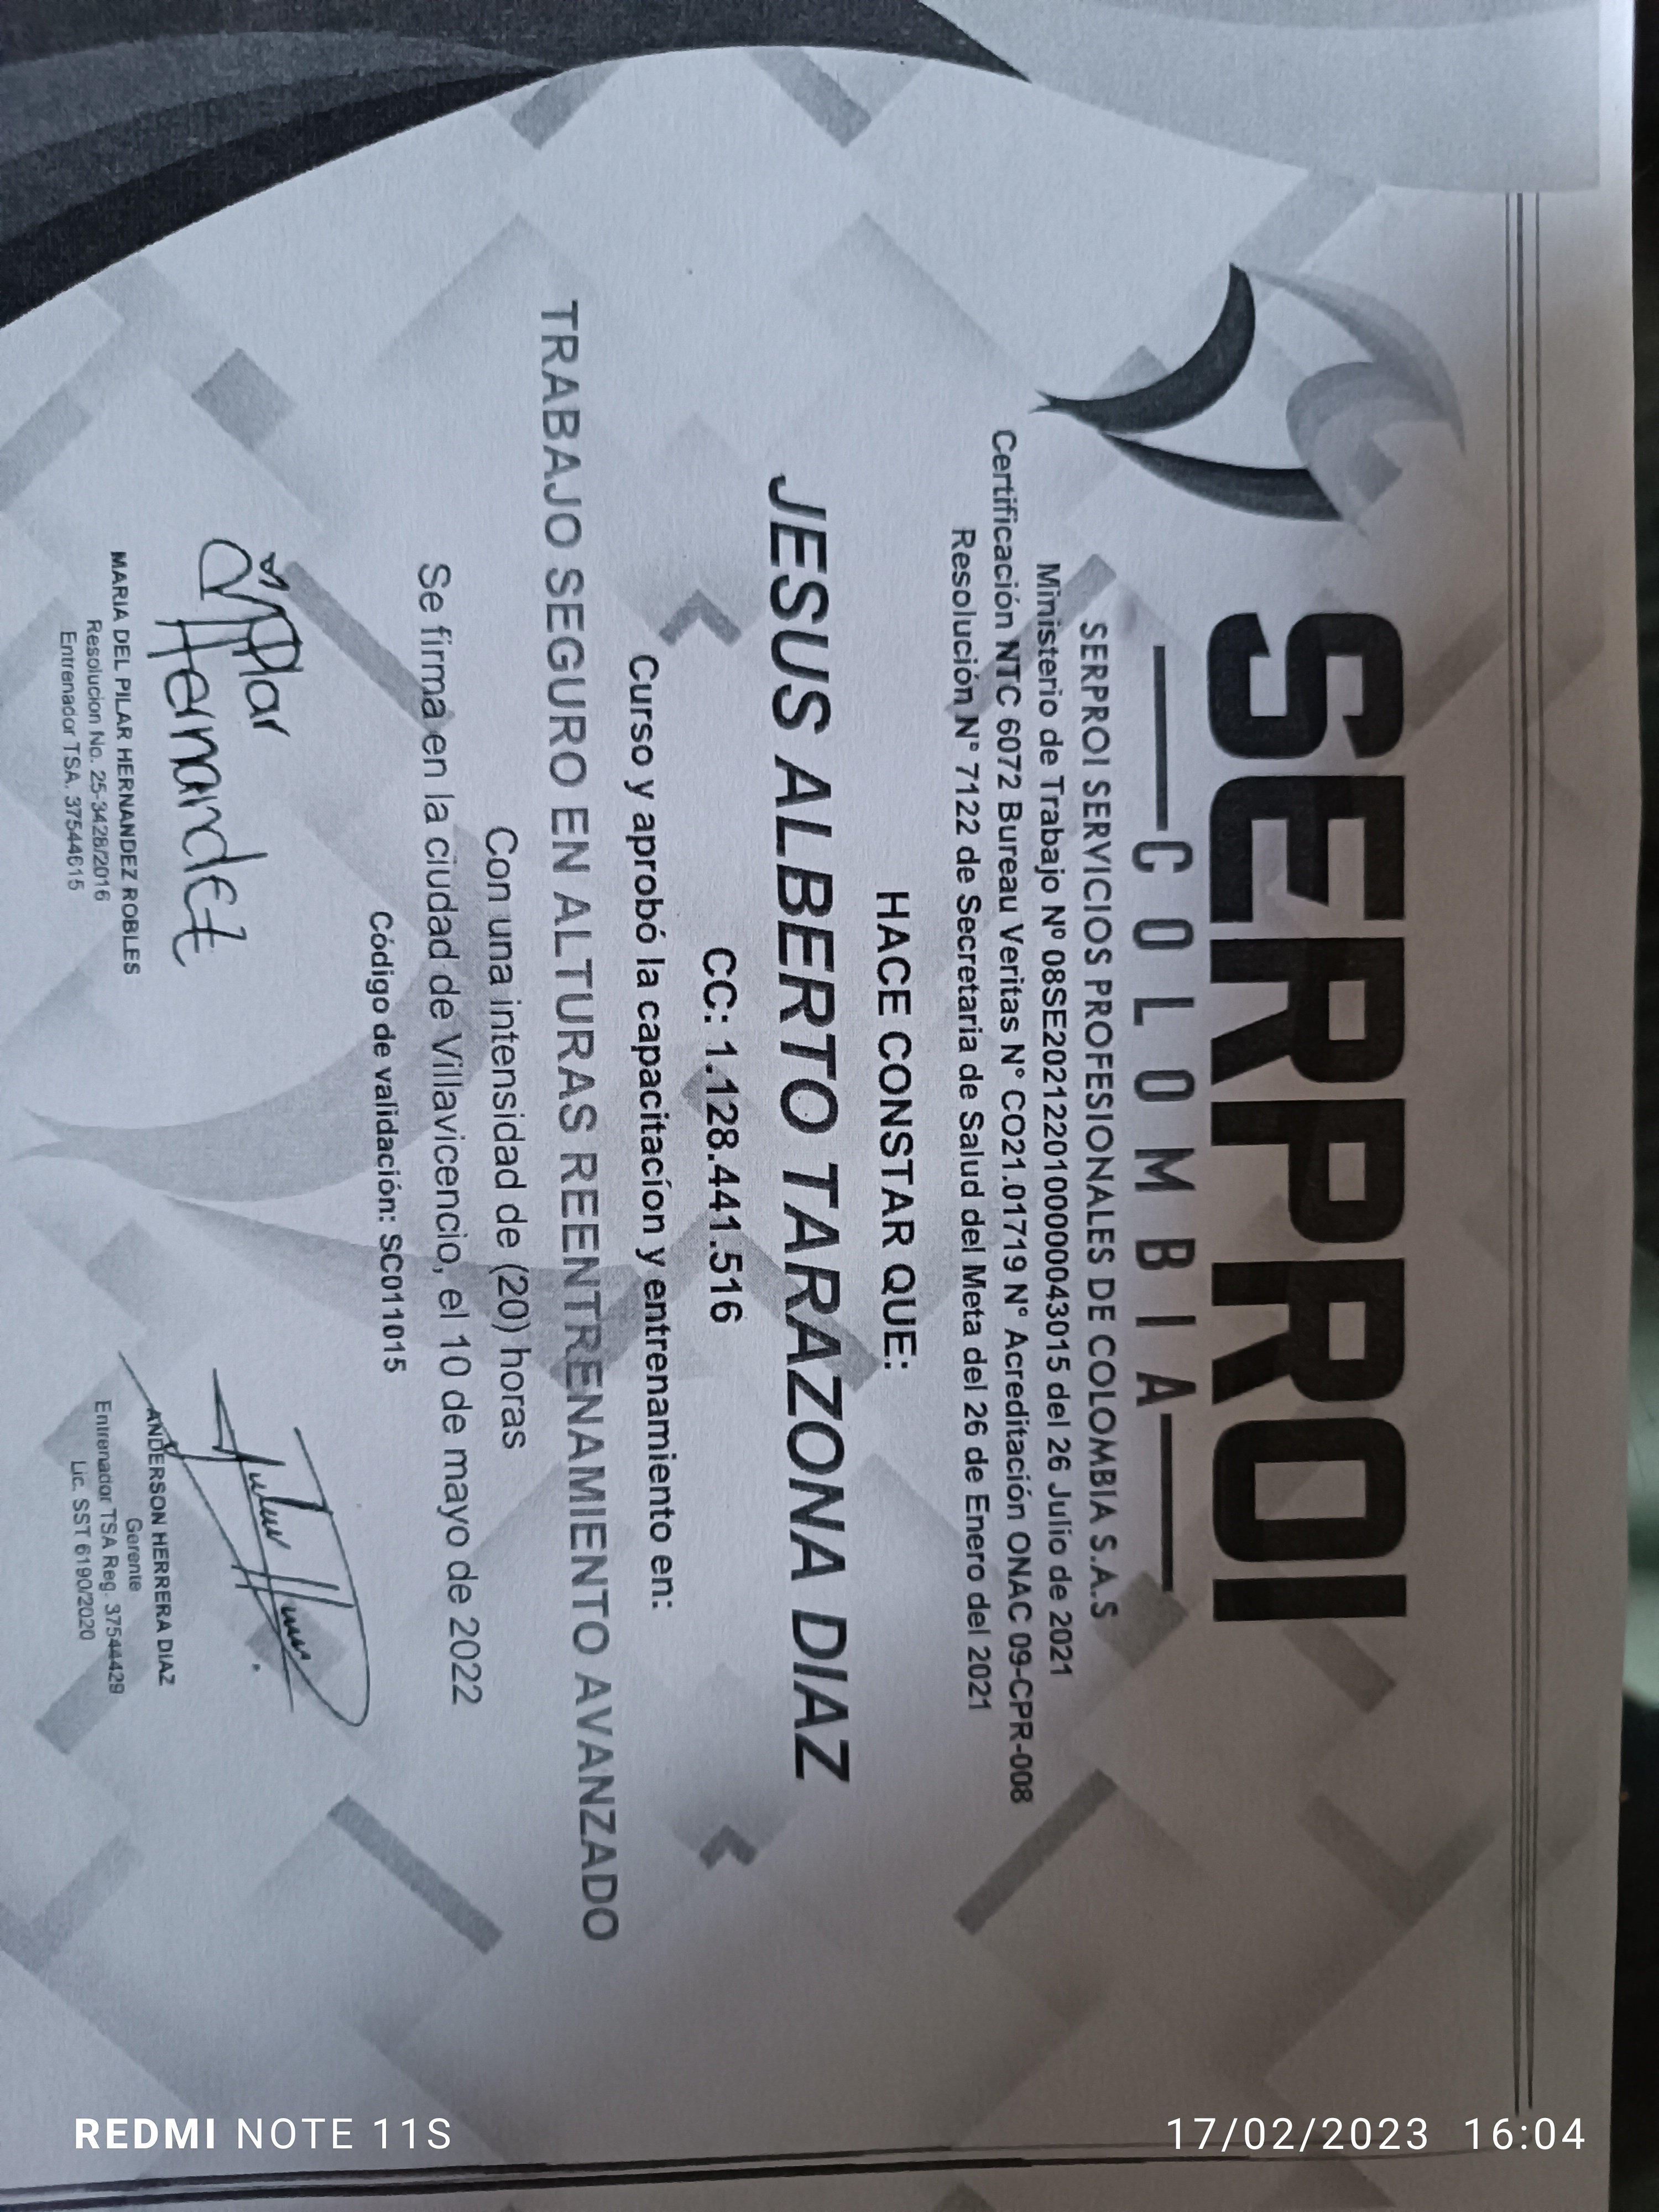 SERPROI
COLOMBIA
SERPROI SERVICIOS PROFESIONALES DE COLOMBIA S.A.S
Ministerio de Trabajo Nº 08SE2021220100000043015 del 26 Julio de 2021
Certificación NTC 6072 Bureau Veritas N° CO21.01719 N° Acreditación ONAC 09-CPR-008
Resolución N° 7122 de Secretaria de Salud del Meta del 26 de Enero del 2021
HACE CONSTAR QUE:
JESUS ALBERTO TARAZONA DIAZ
CC: 1.128.441.516
Curso y aprobó la capacitacíon y entrenamiento en:
TRABAJO SEGURO EN ALTURAS REENTRENAMIENTO AVANZADO
Con una intensidad de (20) horas
Se firma en la ciudad de Villavicencio, el 10 de mayo de 2022
Código de validación: SC011015
Pilar
Hernandez
MARIA DEL PILAR HERNANDEZ ROBLES
Resolucion No. 25-3428/2016
Entrenador TSA. 37544615
ANDERSON HERRERA DIAZ
Gerente
Entrenador TSA Reg. 37544429
Lic. SST 6190/2020
REDMI NOTE 11S
17/02/2023 16:04